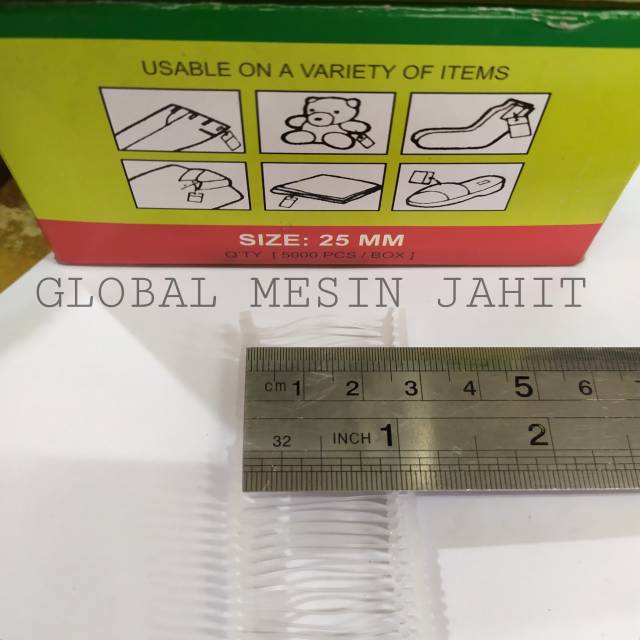 USABLE ON A VARIETY OF ITEMS
SIZE: 25 MM
Q'TY [ 5000 PCS / BOX ]
GLOBAL MESIN JAHIT
cm 1 2 3 4 5 6 7
32 INCH 1 2